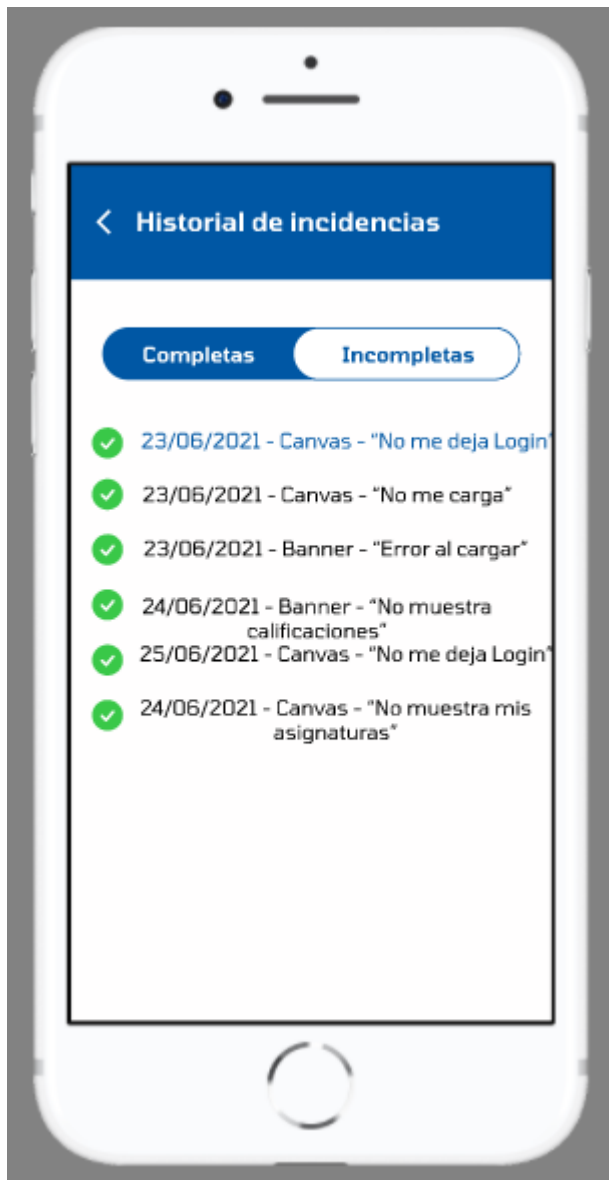 Historial de incidencias
Completas
Incompletas
23/06/2021 - Canvas - "No me deja Login"
23/06/2021 - Canvas - "No me carga"
23/06/2021 - Banner - "Error al cargar"
24/06/2021 - Banner - "No muestra
calificaciones"
25/06/2021 - Canvas - "No me deja Login"
24/06/2021 - Canvas - "No muestra mis
asignaturas"